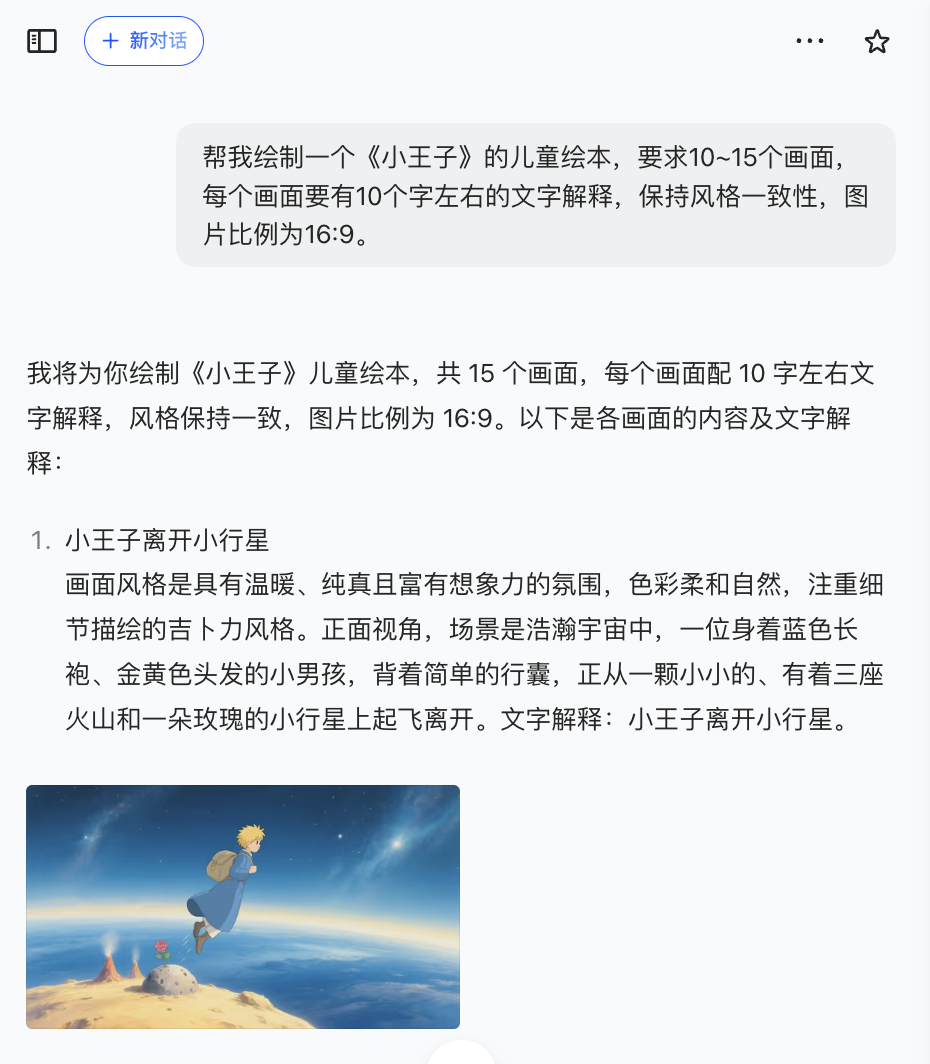 新对话
帮我绘制一个《小王子》的儿童绘本，要求10~15个画面，
每个画面要有10个字左右的文字解释，保持风格一致性，图
片比例为16:9。
我将为你绘制《小王子》儿童绘本，共 15 个画面，每个画面配 10 字左右文
字解释，风格保持一致，图片比例为 16:9。以下是各画面的内容及文字解
释：
1. 小王子离开小行星
画面风格是具有温暖、纯真且富有想象力的氛围，色彩柔和自然，注重细
节描绘的吉卜力风格。正面视角，场景是浩瀚宇宙中，一位身着蓝色长
袍、金黄色头发的小男孩，背着简单的行囊，正从一颗小小的、有着三座
火山和一朵玫瑰的小行星上起飞离开。文字解释：小王子离开小行星。